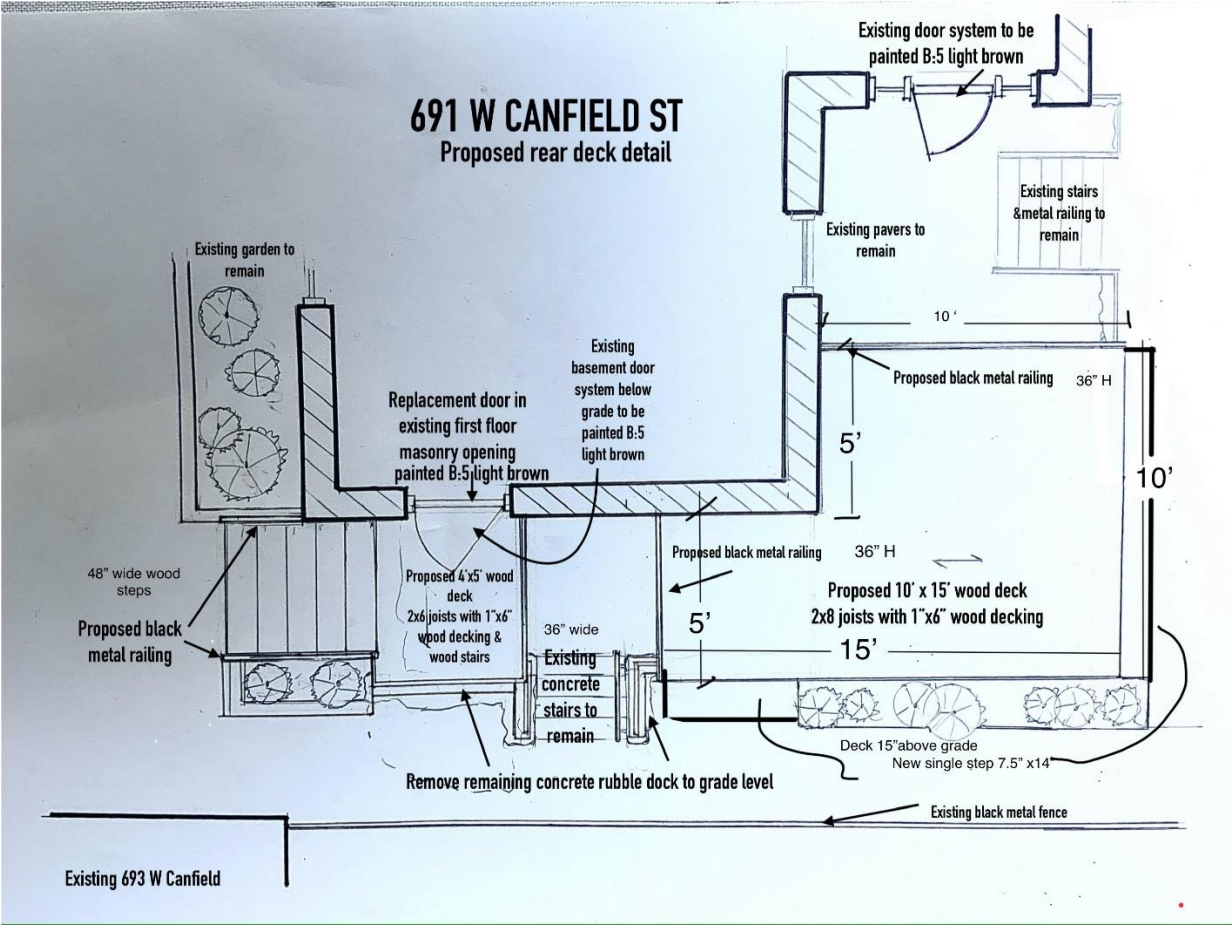 Existing door system to be
painted B:5 light brown
691 W CANFIELD ST
Proposed rear deck detail
Existing stairs
&metal railing to
remain
Existing pavers to
remain
Existing garden to
remain
10 '
Existing
basement door
system below
grade to be
painted B:5
light brown
Proposed black metal railing
36" H
Replacement door in
existing first floor
masonry opening
painted B:5 light brown
5'
10'
Proposed black metal railing
36" H
48" wide wood
steps
Proposed 4'x5' wood
deck
2x6 joists with 1"x6"
wood decking &
wood stairs
Proposed 10' x 15' wood deck
2x8 joists with 1"x6" wood decking
Proposed black
metal railing
36" wide
5'
15'
Existing
concrete
stairs to
remain
Deck 15"above grade
New single step 7.5" x14"
Remove remaining concrete rubble dock to grade level
Existing black metal fence
Existing 693 W Canfield